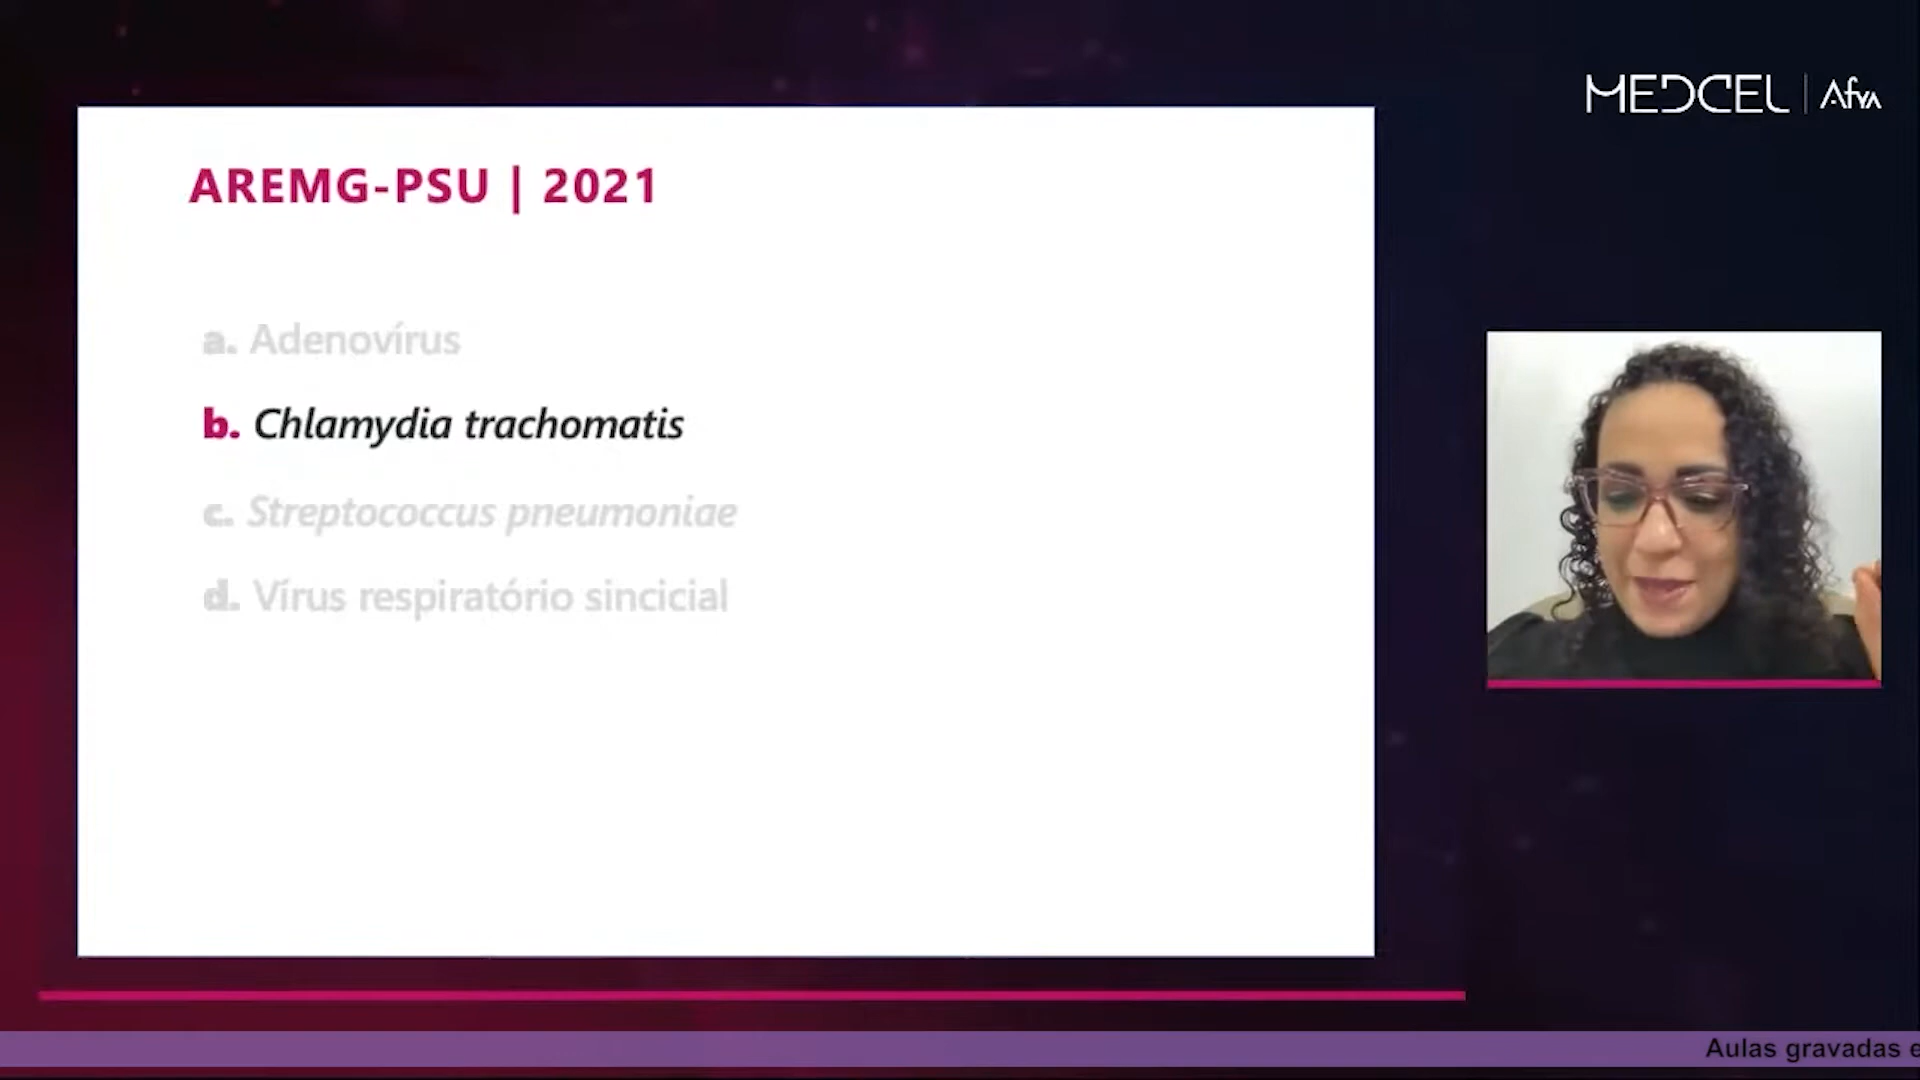 MEDCEL | Afya
AREMG-PSU | 2021
a. Adenovírus
b. Chlamydia trachomatis
c. Streptococcus pneumoniae
d. Vírus respiratório sincicial
Aulas gravadas e